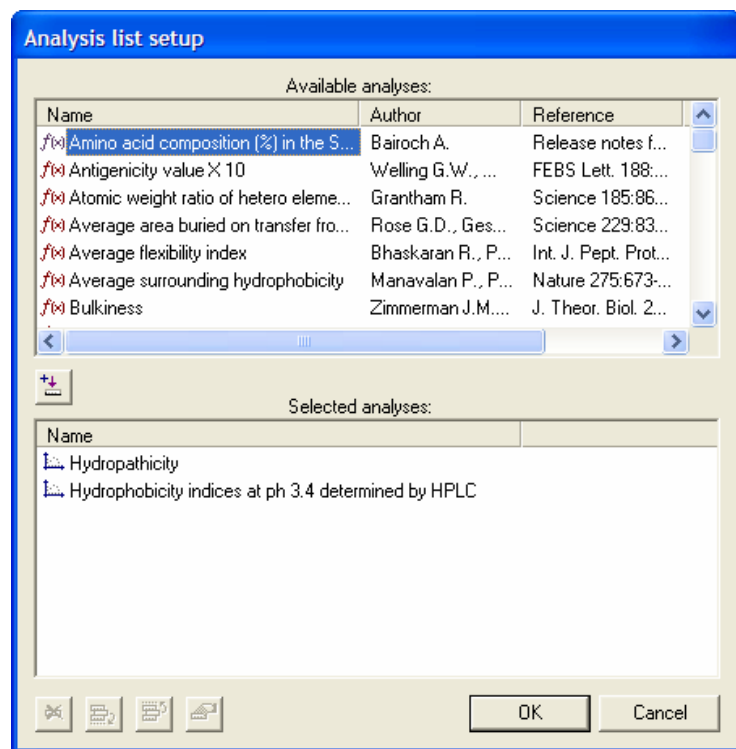 Analysis list setup
Available analyses:
Name Author Reference
f(x) Amino acid composition (%) in the S... Bairoch A. Release notes f...
f(x) Antigenicity value X 10 Welling G.W., ... FEBS Lett. 188:...
f(x) Atomic weight ratio of hetero eleme... Grantham R. Science 185:86...
f(x) Average area buried on transfer fro... Rose G.D., Ges... Science 229:83...
f(x) Average flexibility index Bhaskaran R., P... Int. J. Pept. Prot...
f(x) Average surrounding hydrophobicity Manavalan P., P... Nature 275:673-...
f(x) Bulkiness Zimmerman J.M.... J. Theor. Biol. 2...
Selected analyses:
Name
Hydropathicity
Hydrophobicity indices at ph 3.4 determined by HPLC
OK Cancel